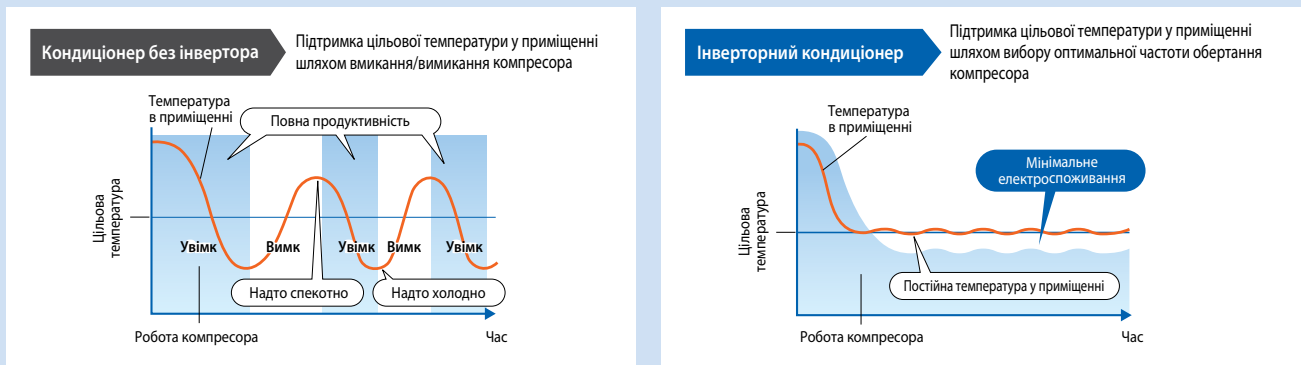 Кондиціонер без інвертора
Підтримка цільової температури у приміщенні
шляхом вмикання/вимикання компресора
Температура
в приміщенні
Повна продуктивність
Цільова
температура
Увімк
Вимк
Увімк
Вимк
Увімк
Надто спекотно
Надто холодно
Робота компресора
Час
Інверторний кондиціонер
Підтримка цільової температури у приміщенні
шляхом вибору оптимальної частоти обертання
компресора
Температура
в приміщенні
Мінімальне
електроспоживання
Цільова
температура
Постійна температура у приміщенні
Робота компресора
Час